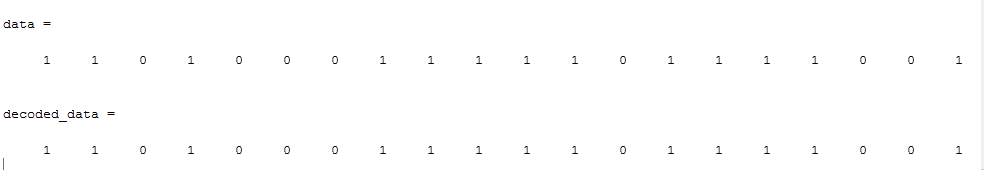 data =
1 1 0 1 0 0 0 1 1 1 1 1 0 1 1 1 1 0 0 1
decoded_data =
1 1 0 1 0 0 0 1 1 1 1 1 0 1 1 1 1 0 0 1